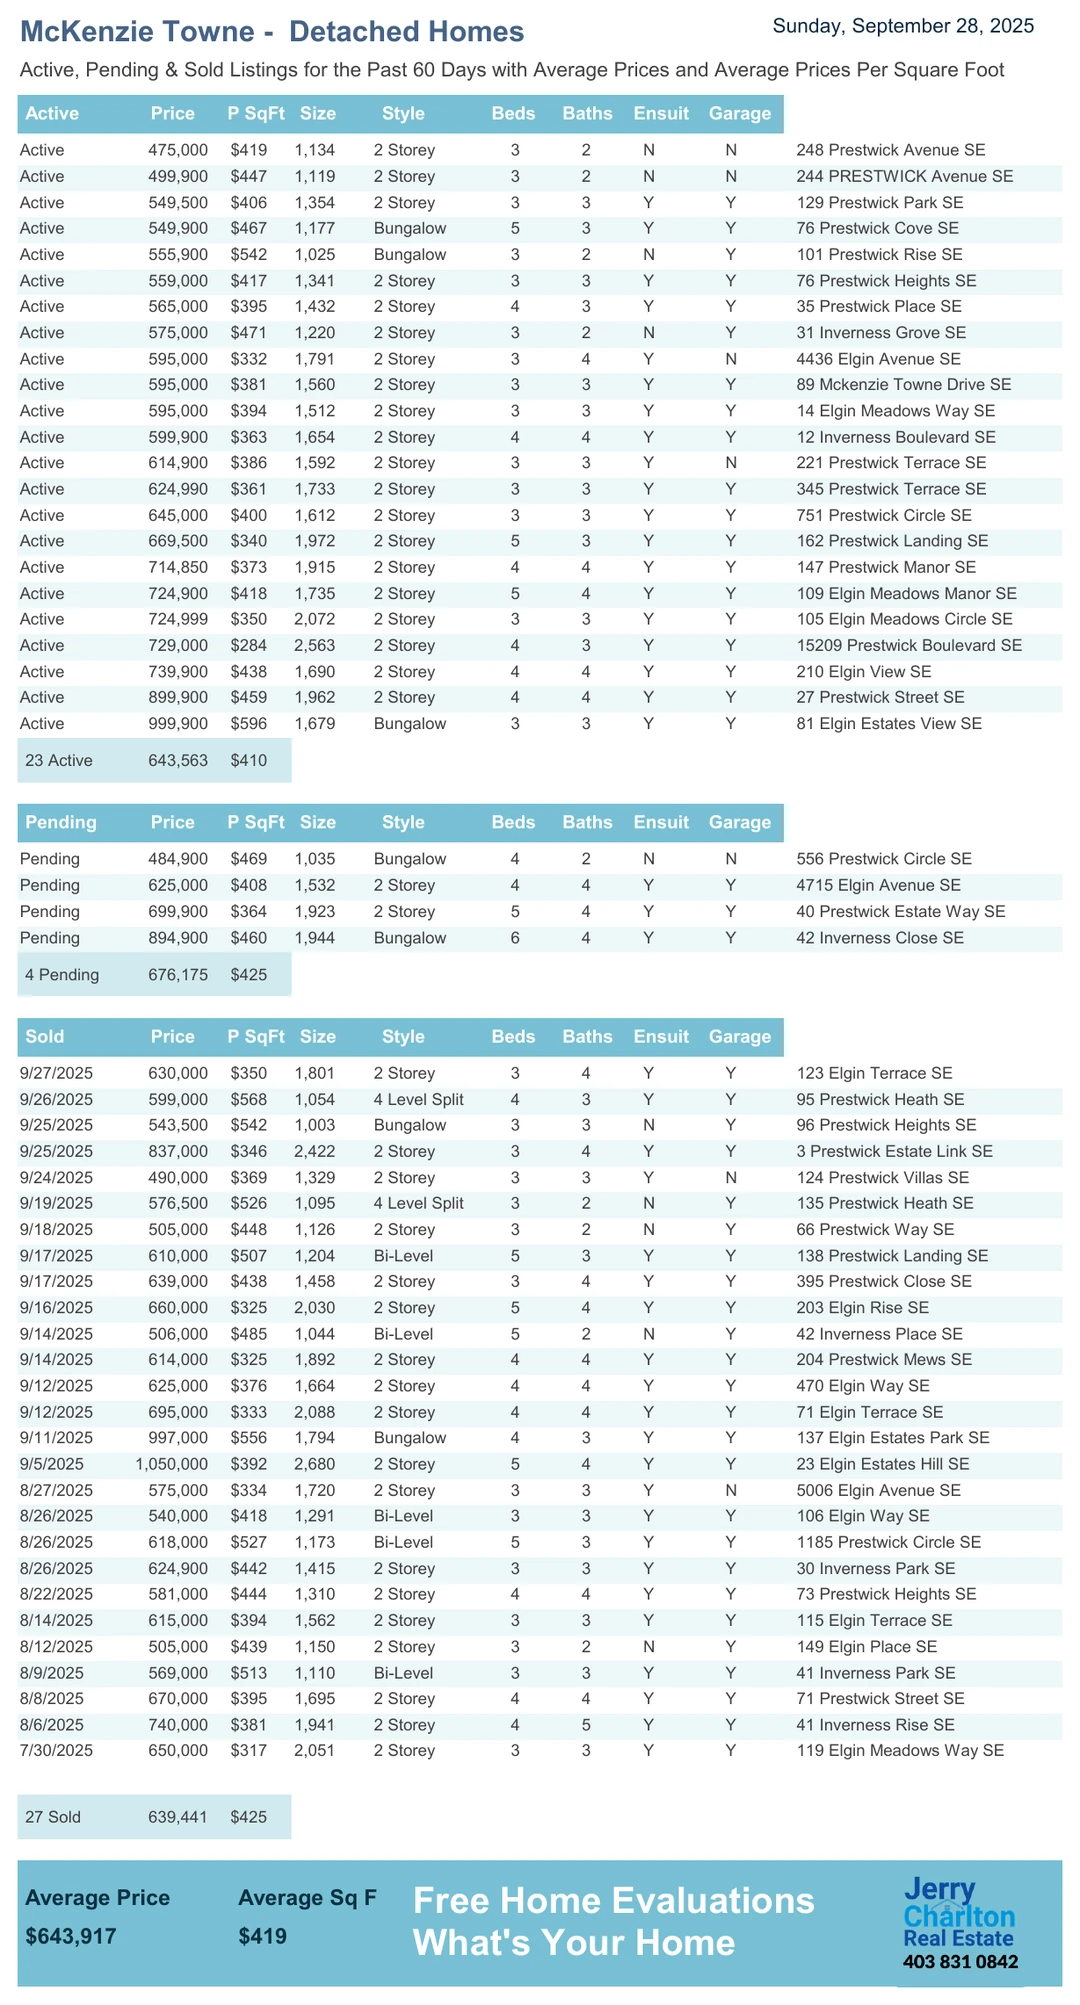 McKenzie Towne - Detached Homes
Sunday, September 28, 2025
Active, Pending & Sold Listings for the Past 60 Days with Average Prices and Average Prices Per Square Foot
Active Price P SqFt Size Style Beds Baths Ensuit Garage
Active 475,000 $419 1,134 2 Storey 3 2 N N 248 Prestwick Avenue SE
Active 499,900 $447 1,119 2 Storey 3 2 N N 244 PRESTWICK Avenue SE
Active 549,500 $406 1,354 2 Storey 3 3 Y Y 129 Prestwick Park SE
Active 549,900 $467 1,177 Bungalow 5 3 Y Y 76 Prestwick Cove SE
Active 555,900 $542 1,025 Bungalow 3 2 N Y 101 Prestwick Rise SE
Active 559,000 $417 1,341 2 Storey 3 3 Y Y 76 Prestwick Heights SE
Active 565,000 $395 1,432 2 Storey 4 3 Y Y 35 Prestwick Place SE
Active 575,000 $471 1,220 2 Storey 3 2 N Y 31 Inverness Grove SE
Active 595,000 $332 1,791 2 Storey 3 4 Y N 4436 Elgin Avenue SE
Active 595,000 $381 1,560 2 Storey 3 3 Y Y 89 Mckenzie Towne Drive SE
Active 595,000 $394 1,512 2 Storey 3 3 Y Y 14 Elgin Meadows Way SE
Active 599,900 $363 1,654 2 Storey 4 4 Y Y 12 Inverness Boulevard SE
Active 614,900 $386 1,592 2 Storey 3 3 Y N 221 Prestwick Terrace SE
Active 624,990 $361 1,733 2 Storey 3 3 Y Y 345 Prestwick Terrace SE
Active 645,000 $400 1,612 2 Storey 3 3 Y Y 751 Prestwick Circle SE
Active 669,500 $340 1,972 2 Storey 5 3 Y Y 162 Prestwick Landing SE
Active 714,850 $373 1,915 2 Storey 4 4 Y Y 147 Prestwick Manor SE
Active 724,900 $418 1,735 2 Storey 5 4 Y Y 109 Elgin Meadows Manor SE
Active 724,999 $350 2,072 2 Storey 3 3 Y Y 105 Elgin Meadows Circle SE
Active 729,000 $284 2,563 2 Storey 4 3 Y Y 15209 Prestwick Boulevard SE
Active 739,900 $438 1,690 2 Storey 4 4 Y Y 210 Elgin View SE
Active 899,900 $459 1,962 2 Storey 4 4 Y Y 27 Prestwick Street SE
Active 999,900 $596 1,679 Bungalow 3 3 Y Y 81 Elgin Estates View SE
23 Active 643,563 $410
Pending Price P SqFt Size Style Beds Baths Ensuit Garage
Pending 484,900 $469 1,035 Bungalow 4 2 N N 556 Prestwick Circle SE
Pending 625,000 $408 1,532 2 Storey 4 4 Y Y 4715 Elgin Avenue SE
Pending 699,900 $364 1,923 2 Storey 5 4 Y Y 40 Prestwick Estate Way SE
Pending 894,900 $460 1,944 Bungalow 6 4 Y Y 42 Inverness Close SE
4 Pending 676,175 $425
Sold Price P SqFt Size Style Beds Baths Ensuit Garage
9/27/2025 630,000 $350 1,801 2 Storey 3 4 Y Y 123 Elgin Terrace SE
9/26/2025 599,000 $568 1,054 4 Level Split 4 3 Y Y 95 Prestwick Heath SE
9/25/2025 543,500 $542 1,003 Bungalow 3 3 N Y 96 Prestwick Heights SE
9/25/2025 837,000 $346 2,422 2 Storey 3 4 Y Y 3 Prestwick Estate Link SE
9/24/2025 490,000 $369 1,329 2 Storey 3 3 Y N 124 Prestwick Villas SE
9/19/2025 576,500 $526 1,095 4 Level Split 3 2 N Y 135 Prestwick Heath SE
9/18/2025 505,000 $448 1,126 2 Storey 3 2 N Y 66 Prestwick Way SE
9/17/2025 610,000 $507 1,204 Bi-Level 5 3 Y Y 138 Prestwick Landing SE
9/17/2025 639,000 $438 1,458 2 Storey 3 4 Y Y 395 Prestwick Close SE
9/16/2025 660,000 $325 2,030 2 Storey 5 4 Y Y 203 Elgin Rise SE
9/14/2025 506,000 $485 1,044 Bi-Level 5 2 N Y 42 Inverness Place SE
9/14/2025 614,000 $325 1,892 2 Storey 4 4 Y Y 204 Prestwick Mews SE
9/12/2025 625,000 $376 1,664 2 Storey 4 4 Y Y 470 Elgin Way SE
9/12/2025 695,000 $333 2,088 2 Storey 4 4 Y Y 71 Elgin Terrace SE
9/11/2025 997,000 $556 1,794 Bungalow 4 3 Y Y 137 Elgin Estates Park SE
9/5/2025 1,050,000 $392 2,680 2 Storey 5 4 Y Y 23 Elgin Estates Hill SE
8/27/2025 575,000 $334 1,720 2 Storey 3 3 Y N 5006 Elgin Avenue SE
8/26/2025 540,000 $418 1,291 Bi-Level 3 3 Y Y 106 Elgin Way SE
8/26/2025 618,000 $527 1,173 Bi-Level 5 3 Y Y 1185 Prestwick Circle SE
8/26/2025 624,900 $442 1,415 2 Storey 3 3 Y Y 30 Inverness Park SE
8/22/2025 581,000 $444 1,310 2 Storey 4 4 Y Y 73 Prestwick Heights SE
8/14/2025 615,000 $394 1,562 2 Storey 3 3 Y Y 115 Elgin Terrace SE
8/12/2025 505,000 $439 1,150 2 Storey 3 2 N Y 149 Elgin Place SE
8/9/2025 569,000 $513 1,110 Bi-Level 3 3 Y Y 41 Inverness Park SE
8/8/2025 670,000 $395 1,695 2 Storey 4 4 Y Y 71 Prestwick Street SE
8/6/2025 740,000 $381 1,941 2 Storey 4 5 Y Y 41 Inverness Rise SE
7/30/2025 650,000 $317 2,051 2 Storey 3 3 Y Y 119 Elgin Meadows Way SE
27 Sold 639,441 $425
Average Price Average Sq F
$643,917 $419
Free Home Evaluations
What's Your Home
Jerry
Charlton
Real Estate
403 831 0842